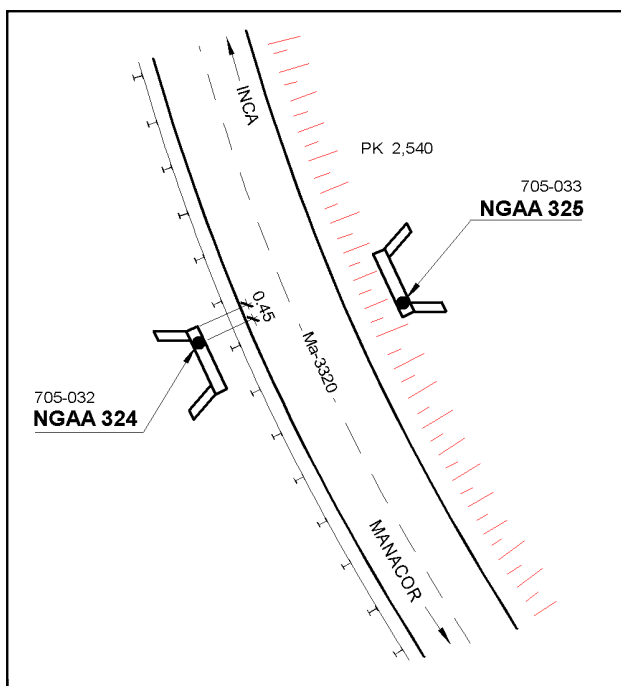 INCA
PK 2,540
705-033
NGAA 325
0.45
Ma-3320
705-032
NGAA 324
MANACOR